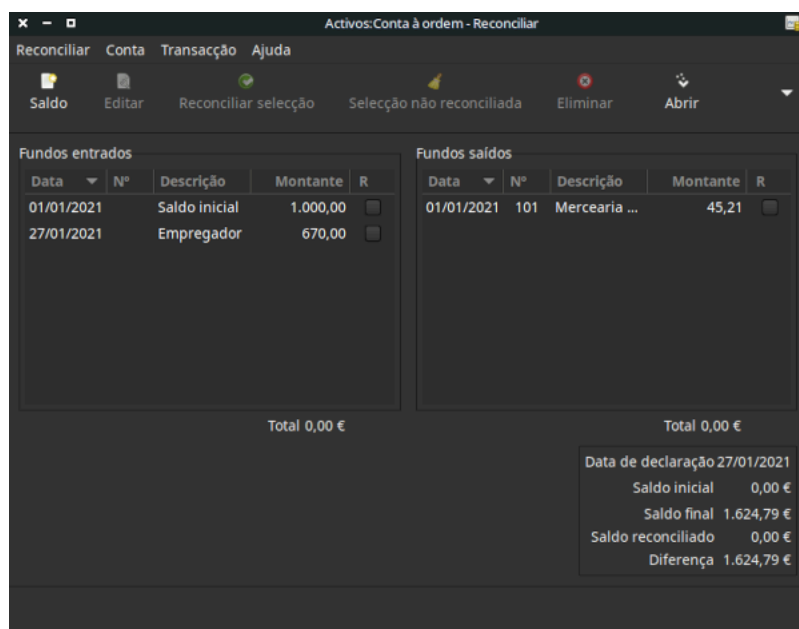 Activos:Conta à ordem - Reconciliar
Reconciliar Conta Transacção Ajuda
Saldo Editar Reconciliar selecção Selecção não reconciliada Eliminar Abrir
Fundos entrados
Data Nº Descrição Montante R
01/01/2021 Saldo inicial 1.000,00
27/01/2021 Empregador 670,00
Total 0,00 €
Fundos saídos
Data Nº Descrição Montante R
01/01/2021 101 Mercearia ... 45,21
Total 0,00 €
Data de declaração 27/01/2021
Saldo inicial 0,00 €
Saldo final 1.624,79 €
Saldo reconciliado 0,00 €
Diferença 1.624,79 €